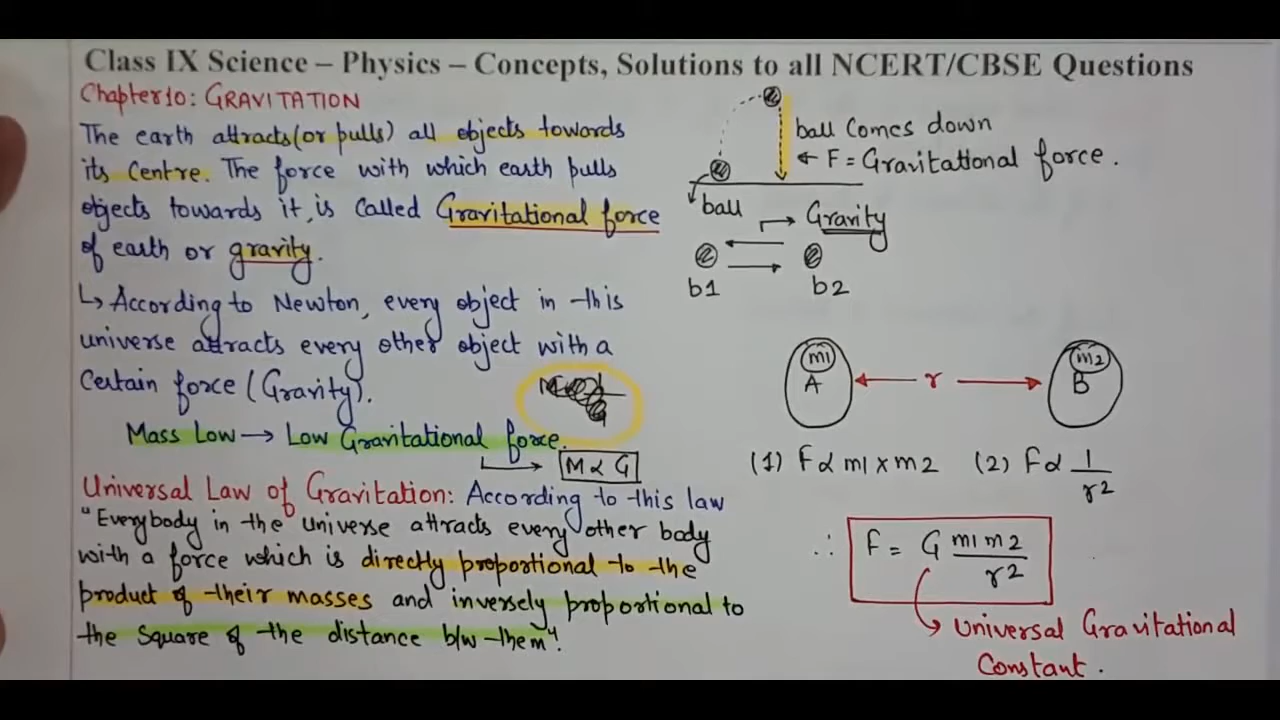 Class IX Science – Physics – Concepts, Solutions to all NCERT/CBSE Questions
Chapter 10: GRAVITATION
The earth attracts (or pulls) all objects towards
its centre. The force with which earth pulls
objects towards it, is called Gravitational force
of earth or gravity.
↳ According to Newton, every object in this
universe attracts every other object with a
certain force (Gravity).
Mass Low → Low Gravitational force.
M ∝ G
Universal Law of Gravitation: According to this law
"Everybody in the universe attracts every other body
with a force which is directly proportional to the
product of their masses and inversely proportional to
the square of the distance b/w them".
ball comes down
← F = Gravitational force.
ball
Gravity
b1 b2
m1 m2
A ← r → B
(1) F ∝ m1 x m2 (2) F ∝ 1/r2
∴ F = G m1 m2 / r2
Universal Gravitational
Constant.